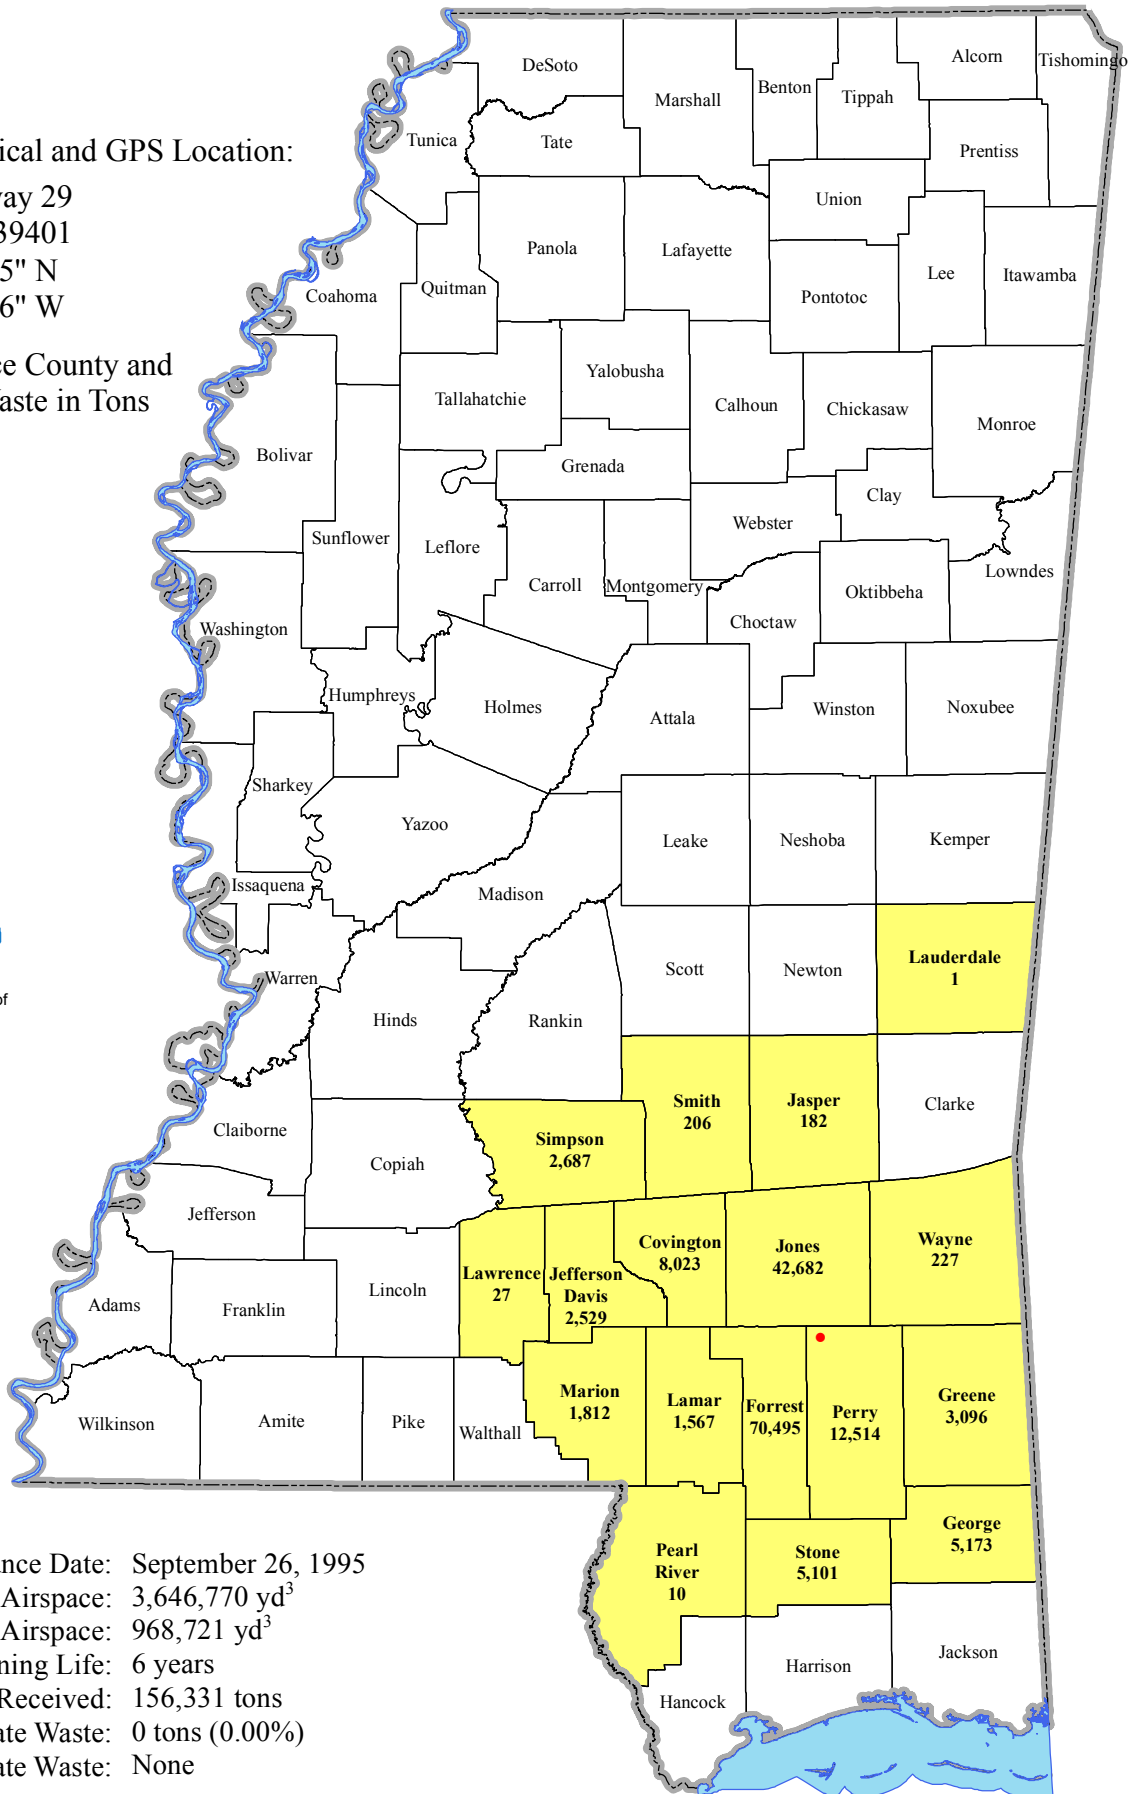 DeSoto
Marshall
Benton
Tippah
Alcorn
Tishomingo
Tunica
Tate
Prentiss
ical and GPS Location:
way 29
39401
5" N
6" W
Union
Panola
Lafayette
Lee
Itawamba
Coahoma
Quitman
Pontotoc
ce County and
Waste in Tons
Yalobusha
Tallahatchie
Calhoun
Chickasaw
Monroe
Bolivar
Grenada
Clay
Webster
Sunflower
Leflore
Carroll
Montgomery
Lowndes
Oktibbeha
Choctaw
Washington
Humphreys
Holmes
Attala
Winston
Noxubee
Sharkey
Yazoo
Leake
Neshoba
Kemper
Issaquena
Madison
Warren
Scott
Newton
Lauderdale
1
of
Hinds
Rankin
Smith
206
Jasper
182
Clarke
Claiborne
Copiah
Simpson
2,687
Jefferson
Covington
8,023
Jones
42,682
Wayne
227
Lawrence
27
Jefferson
Davis
2,529
Lincoln
Adams
Franklin
Marion
1,812
Lamar
1,567
Forrest
70,495
Perry
12,514
Greene
3,096
Wilkinson
Amite
Pike
Walthall
George
5,173
Pearl
River
10
Stone
5,101
Jackson
Harrison
Hancock
ance Date: September 26, 1995
Airspace: 3,646,770 yd³
Airspace: 968,721 yd³
ning Life: 6 years
Received: 156,331 tons
ate Waste: 0 tons (0.00%)
ate Waste: None